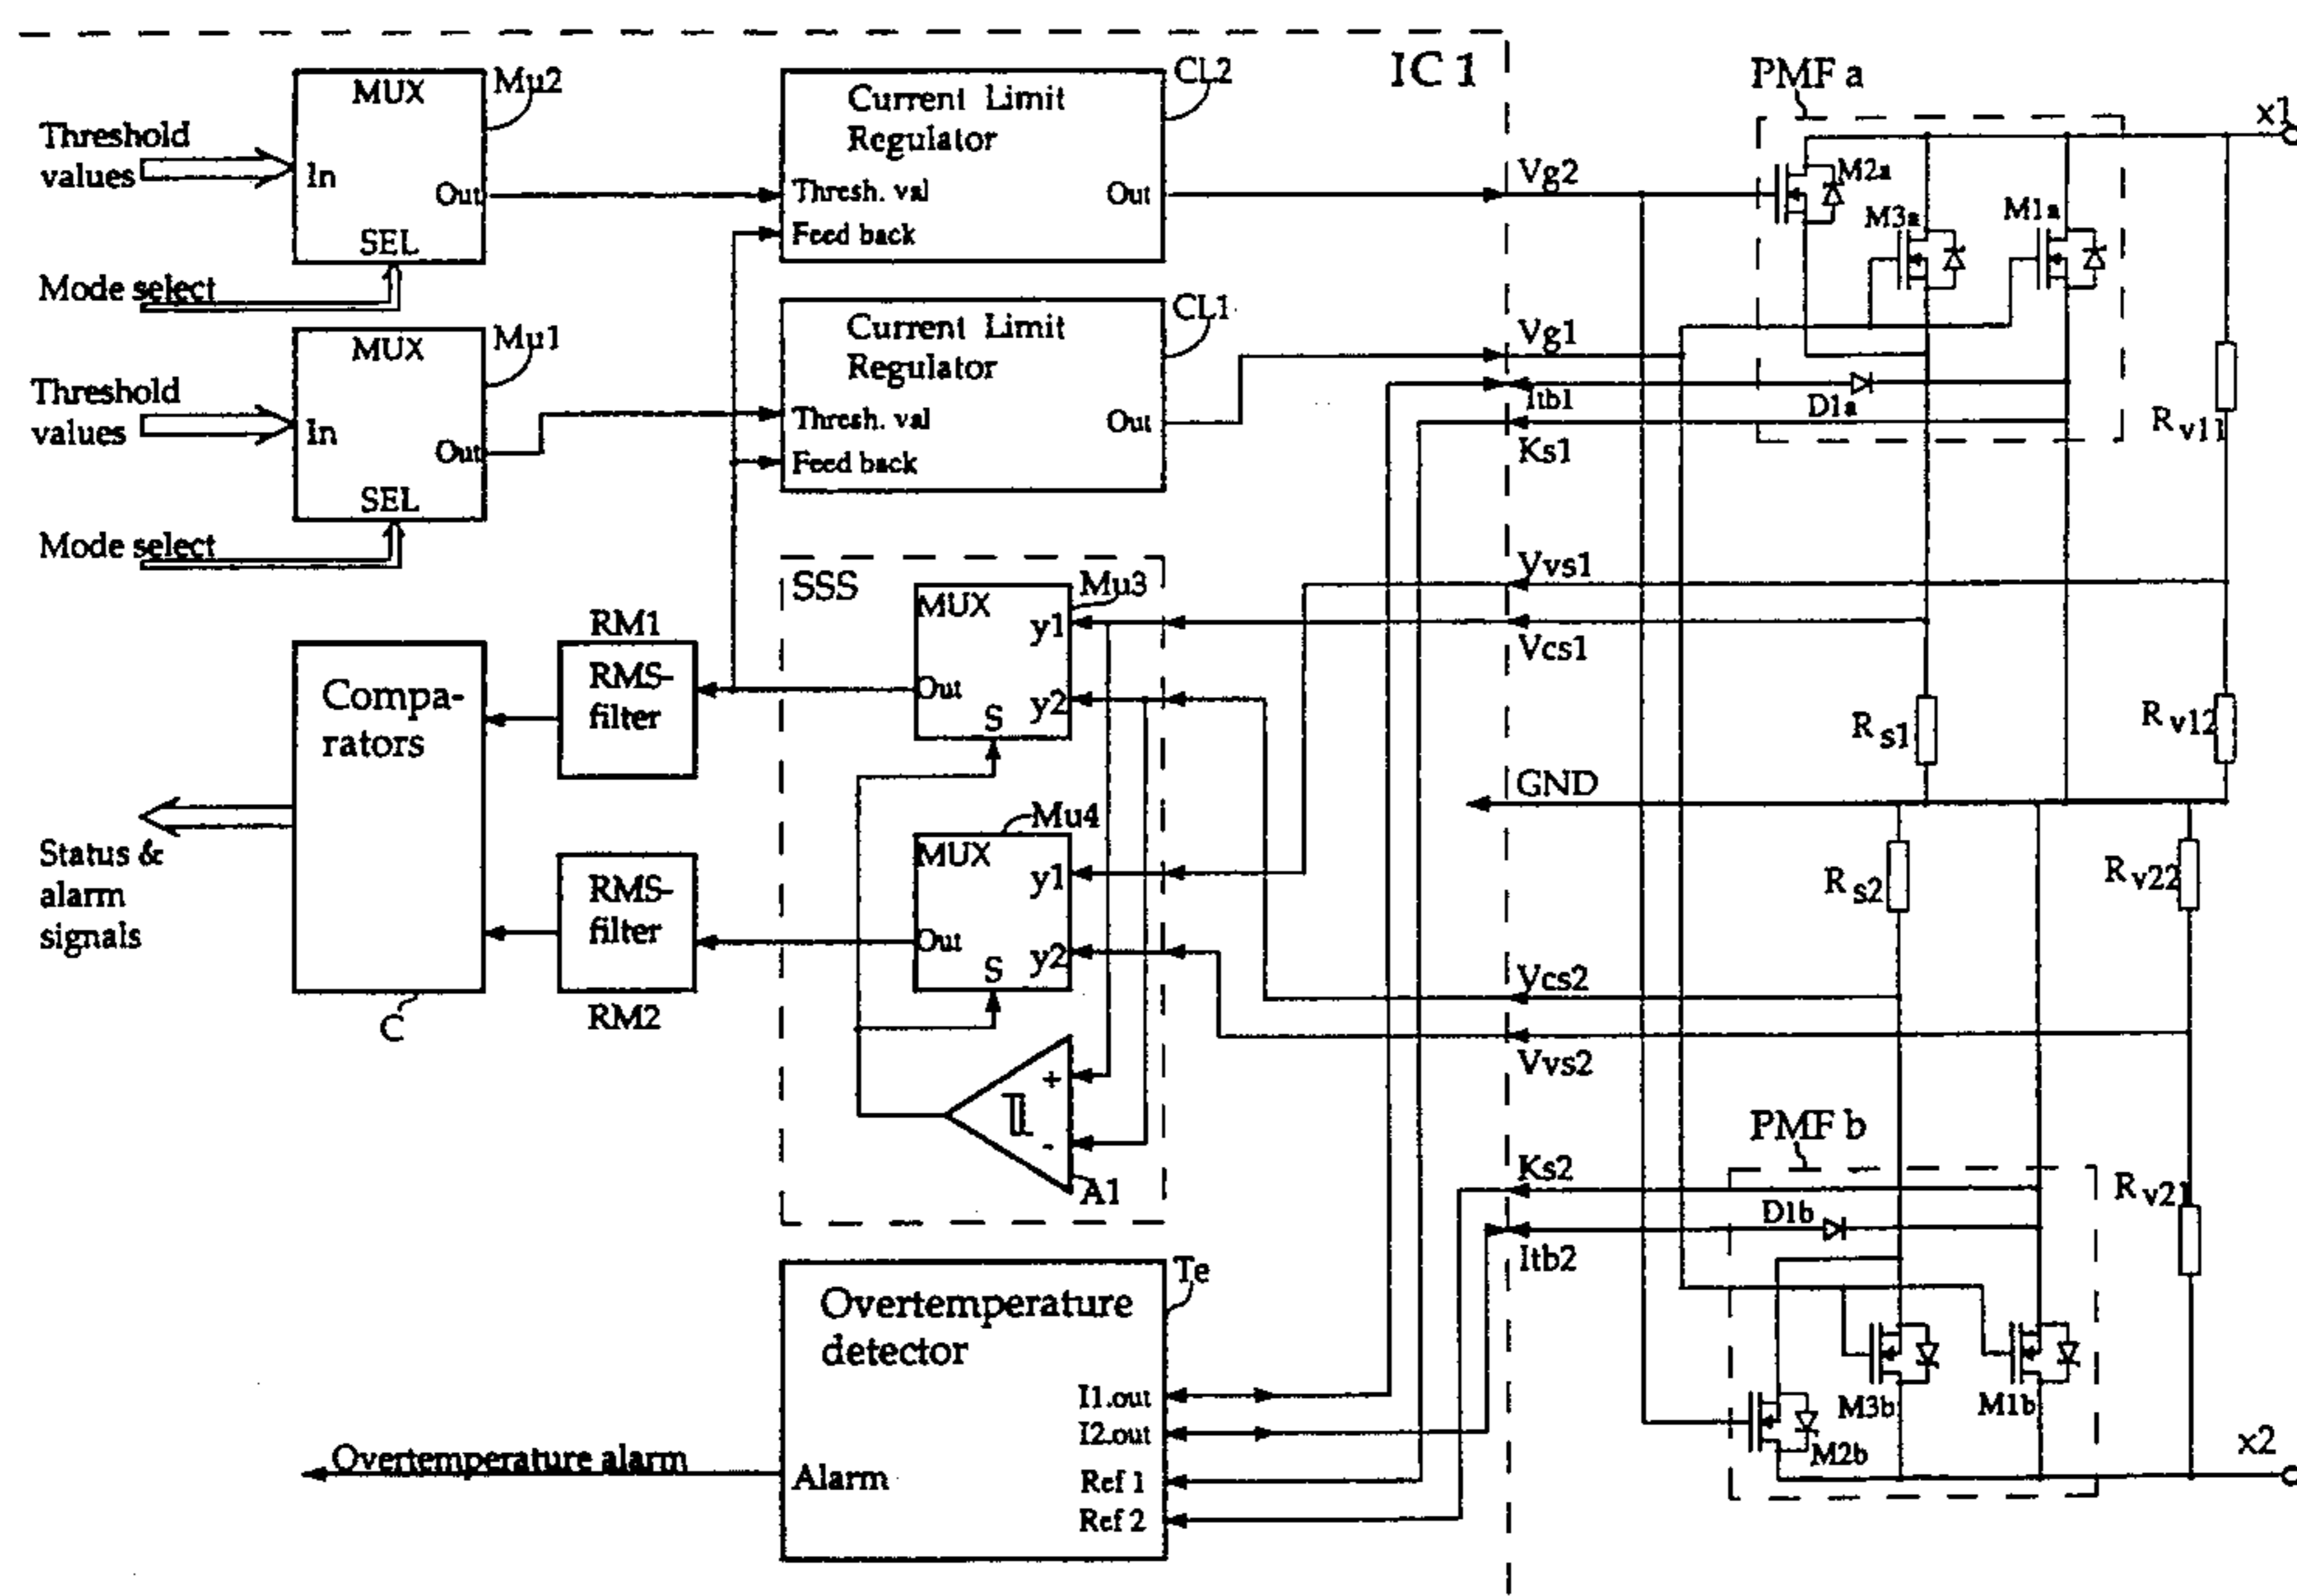 IC 1
MUX
Mu2
Threshold
values
In
Out
SEL
Mode select
Current Limit
Regulator
CL2
Thresh. val
Feed back
Out
MUX
Mu1
Threshold
values
In
Out
SEL
Mode select
Current Limit
Regulator
CL1
Thresh. val
Feed back
Out
Vg2
Vg1
Itb1
Ks1
Vvs1
Vcs1
GND
Vcs2
Vvs2
Ks2
Itb2
PMF a
x1
M2a
M3a
M1a
D1a
Rv11
Rs1
Rv12
Rs2
Rv22
PMF b
D1b
Rv21
M3b
M1b
M2b
x2
SSS
MUX
Mu3
y1
y2
Out
S
Mu4
MUX
y1
y2
Out
S
+
-
A1
RM1
RMS-
filter
RMS-
filter
RM2
Compa-
rators
C
Status &
alarm
signals
Te
Overtemperature
detector
I1.out
I2.out
Ref 1
Ref 2
Alarm
Overtemperature alarm